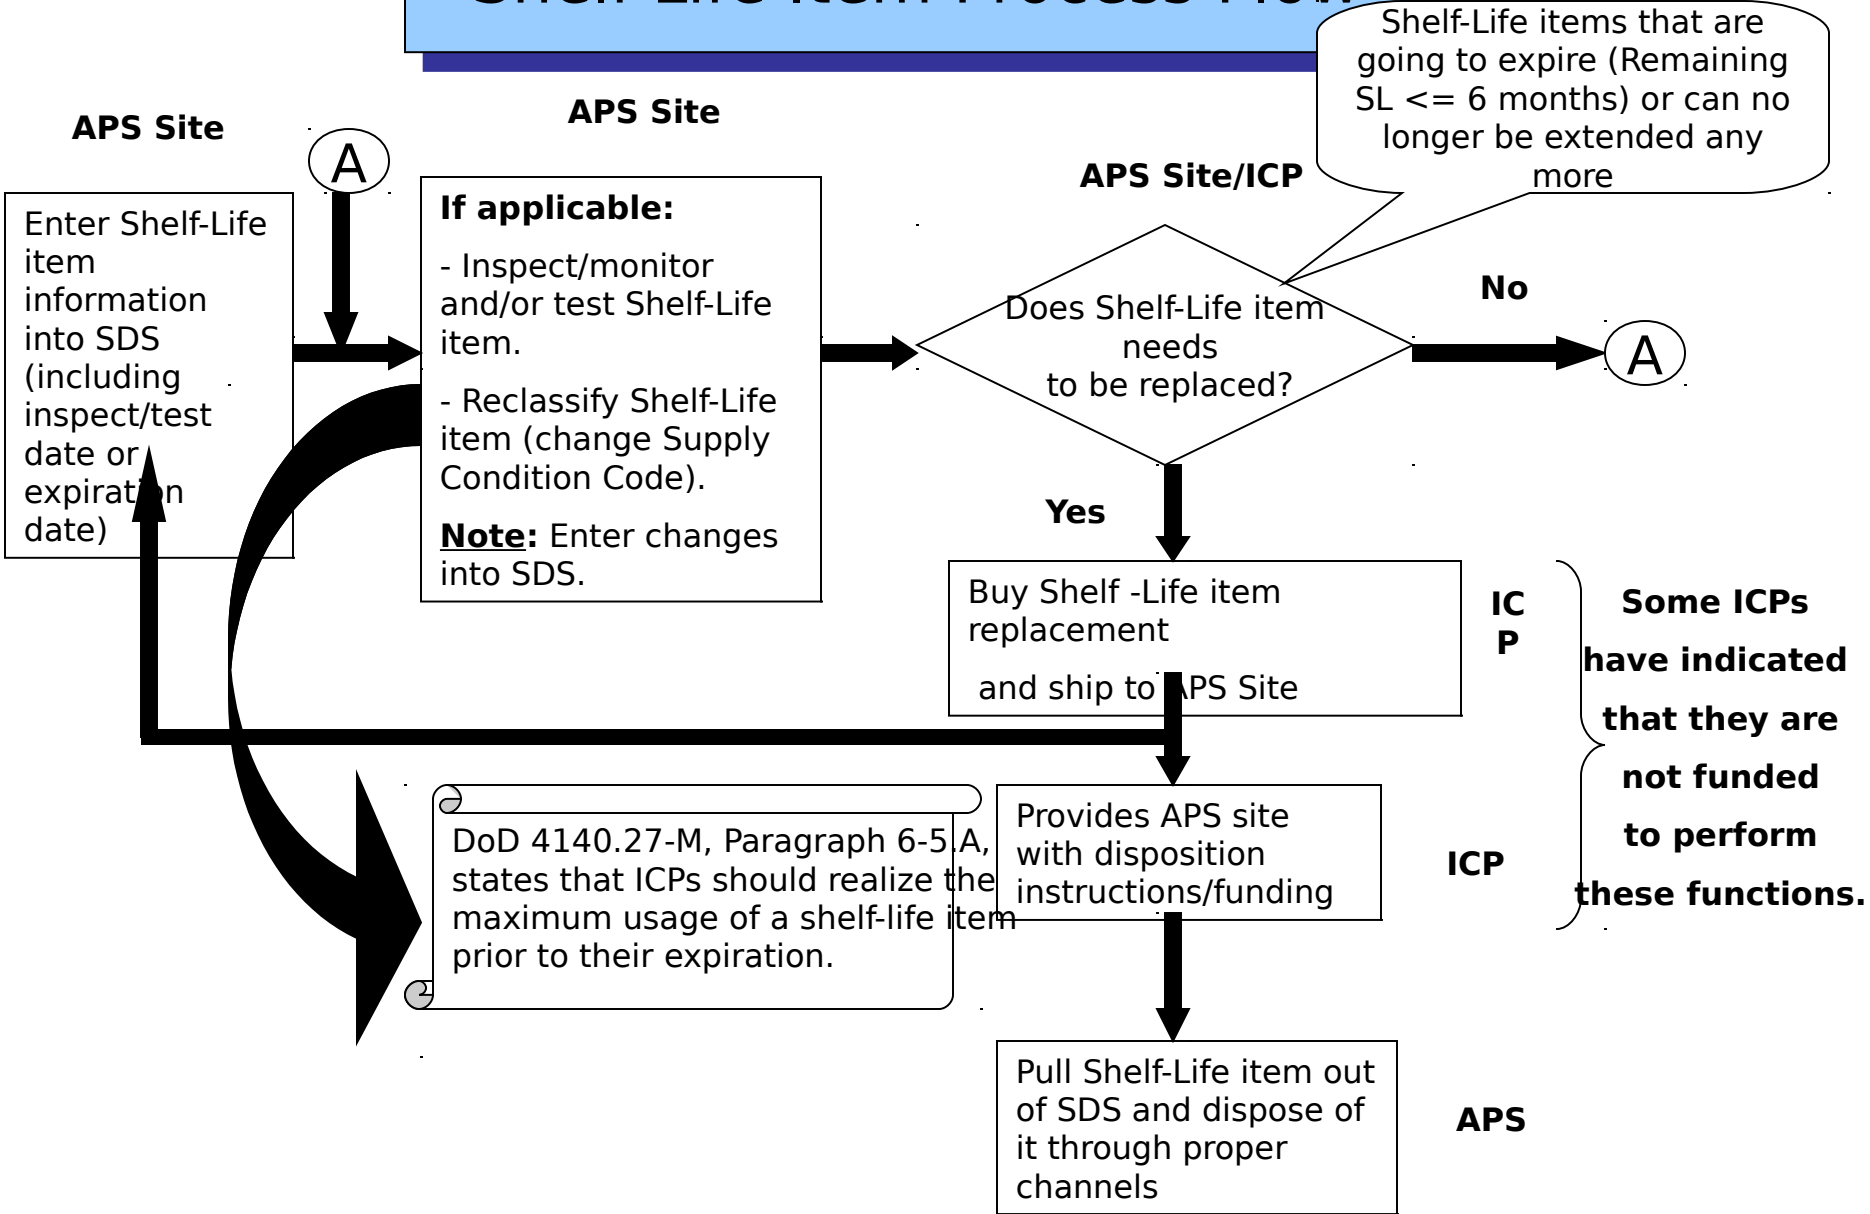 Shelf-Life Item Process Flow
Shelf-Life items that are
going to expire (Remaining
SL <= 6 months) or can no
longer be extended any
more
APS Site
APS Site
APS Site/ICP
A
Enter Shelf-Life
item
information
into SDS
(including
inspect/test
date or
expiration
date)
If applicable:
- Inspect/monitor
and/or test Shelf-Life
item.
- Reclassify Shelf-Life
item (change Supply
Condition Code).
Note: Enter changes
into SDS.
Does Shelf-Life item
needs
to be replaced?
No
A
Yes
Buy Shelf -Life item
replacement
and ship to APS Site
IC
P
Some ICPs
have indicated
that they are
not funded
to perform
these functions.
DoD 4140.27-M, Paragraph 6-5.A,
states that ICPs should realize the
maximum usage of a shelf-life item
prior to their expiration.
Provides APS site
with disposition
instructions/funding
ICP
Pull Shelf-Life item out
of SDS and dispose of
it through proper
channels
APS